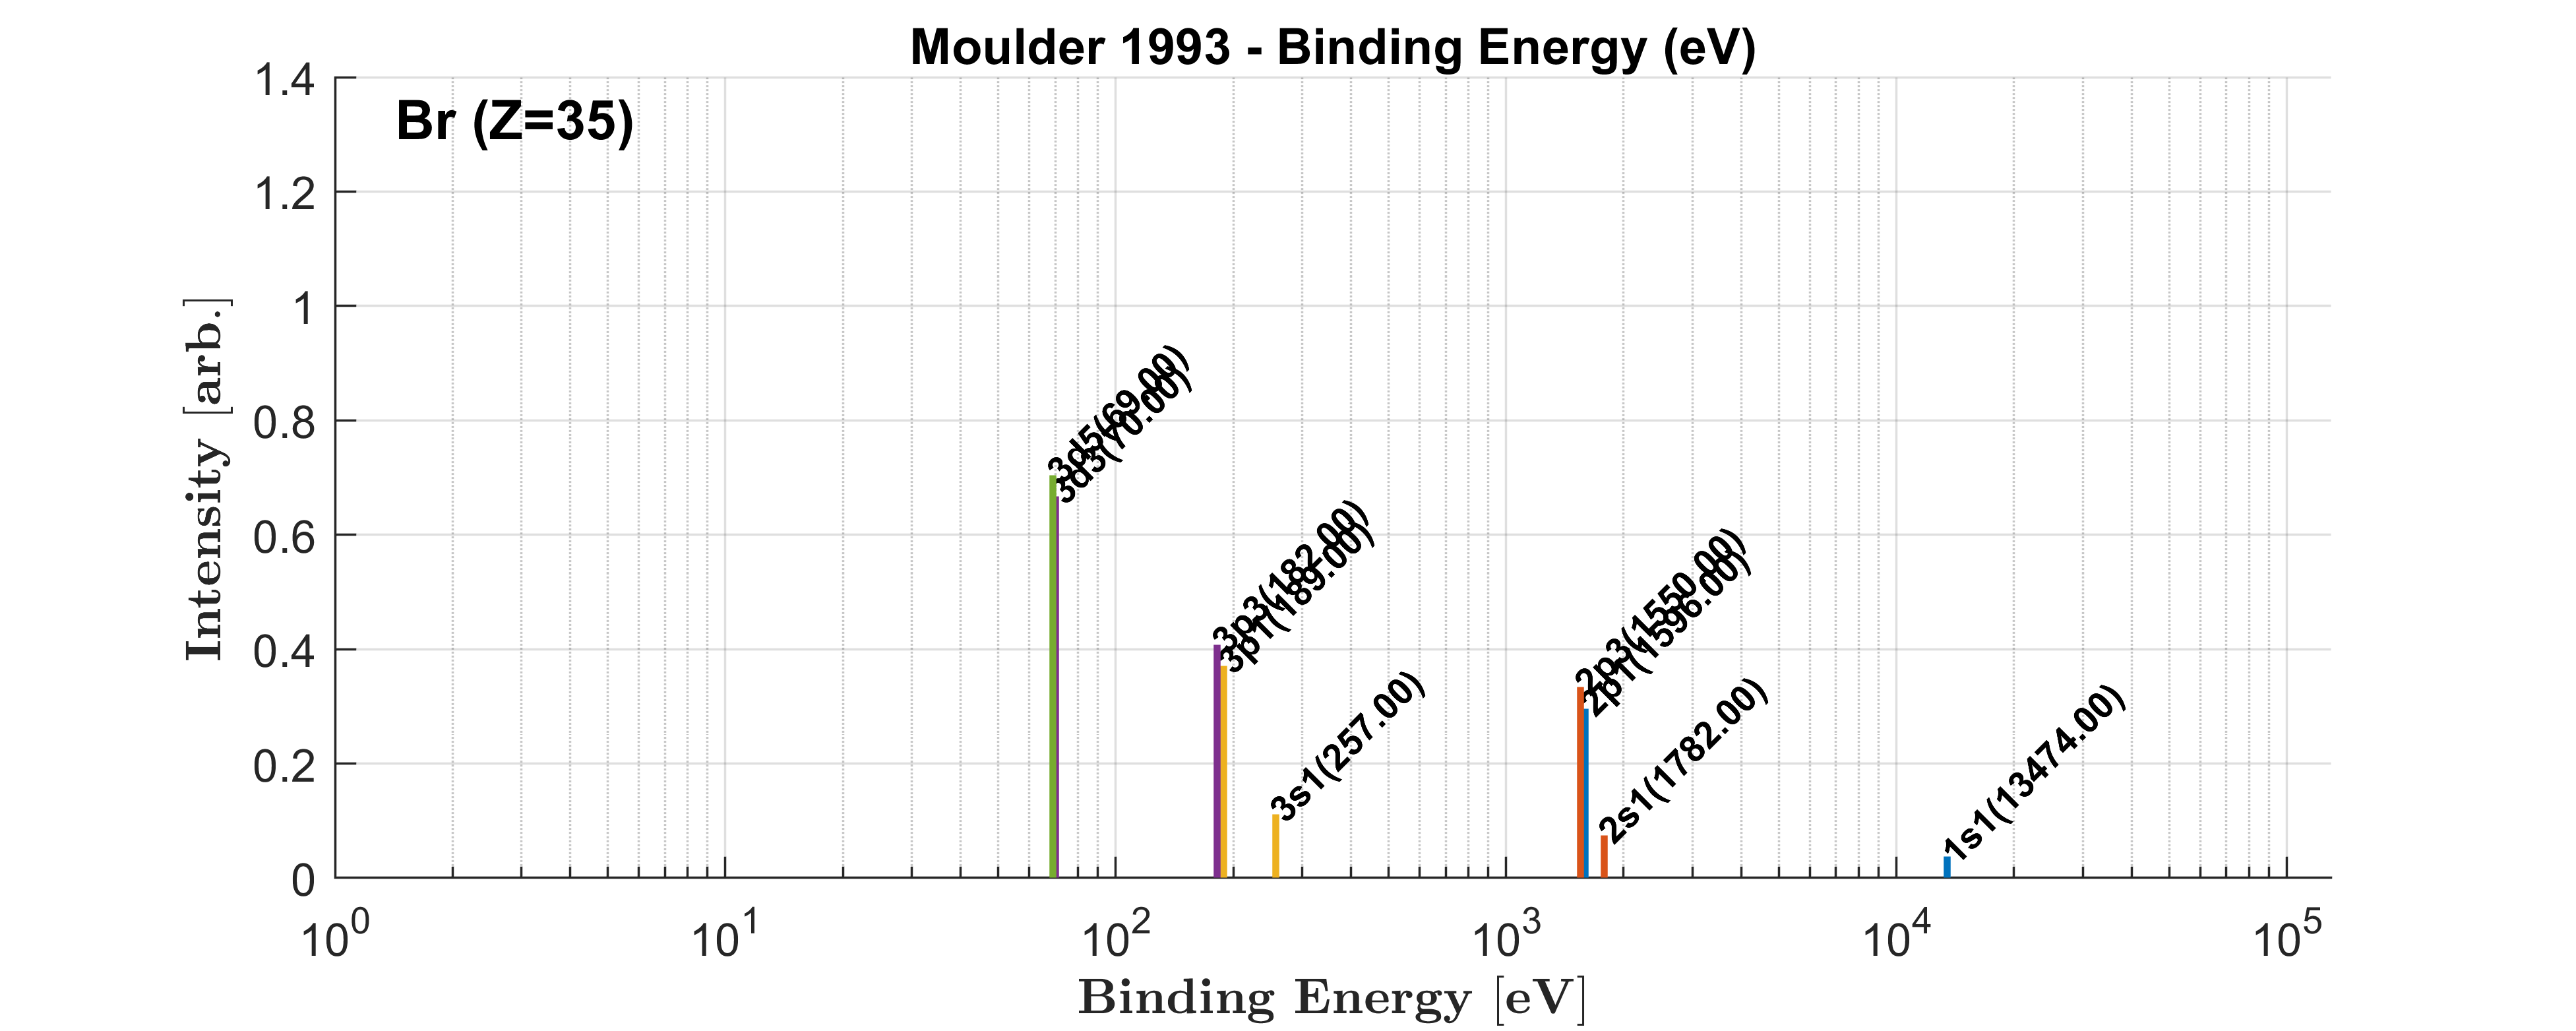 Moulder 1993 - Binding Energy (eV)
Br (Z=35)
1.4
1.2
1
0.8
0.6
0.4
0.2
0
Intensity [arb.]
3d5(69.00)
3d3(70.00)
3p3(182.00)
3p1(189.00)
3s1(257.00)
2p3(1550.00)
2p1(1596.00)
2s1(1782.00)
1s1(13474.00)
10^0 10^1 10^2 10^3 10^4 10^5
Binding Energy [eV]